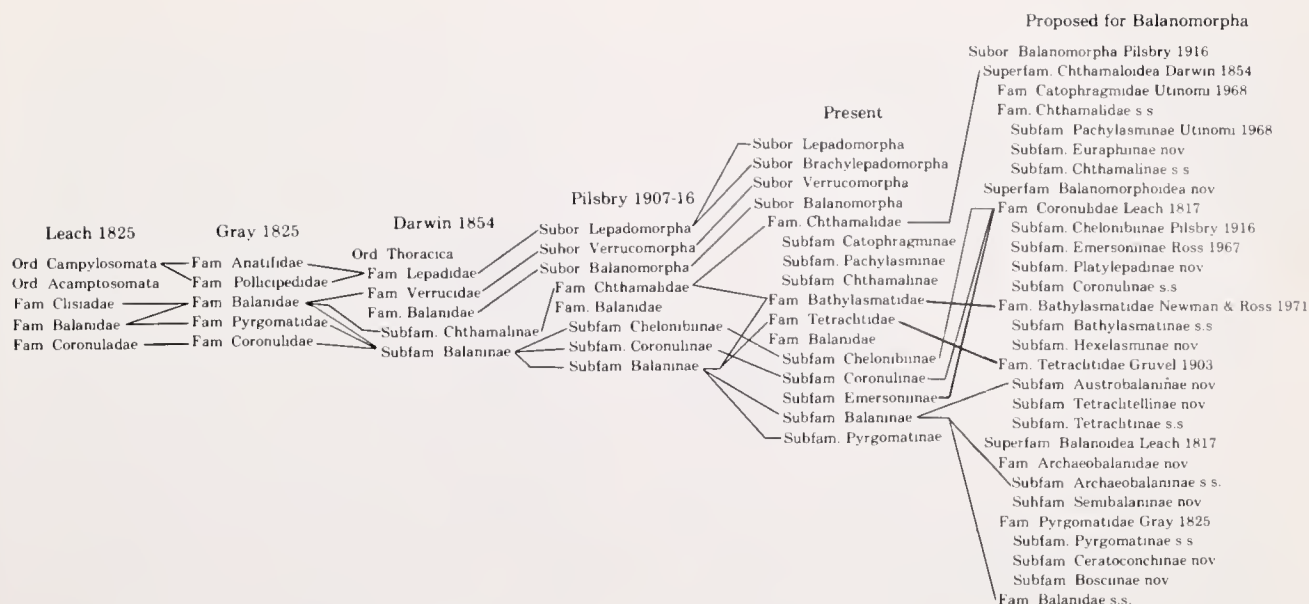 Leach 1825
Ord Campylosomata
Ord Acamptosomata
Fam Clisiadae
Fam Balanidae
Fam Coronuladae
Gray 1825
Fam Anatifidae
Fam Pollicipedidae
Fam Balanidae
Fam Pyrgomatidae
Fam Coronulidae
Darwin 1854
Ord Thoracica
Fam Lepadidae
Fam Verrucidae
Fam. Balanidae
Subfam. Chthamalinae
Subfam Balaninae
Pilsbry 1907-16
Subor Lepadomorpha
Subor Verrucomorpha
Subor Balanomorpha
Fam Chthamalidae
Fam. Balanidae
Subfam Chelonibiinae
Subfam. Coronulinae
Subfam Balaninae
Present
Subor Lepadomorpha
Subor Brachylepadomorpha
Subor Verrucomorpha
Subor Balanomorpha
Fam. Chthamalidae
Subfam Catophragminae
Subfam. Pachylasminae
Subfam Chthamalinae
Fam Bathylasmatidae
Fam Tetraclitidae
Fam Balanidae
Subfam Chelonibiinae
Subfam Coronulinae
Subfam Emersoniinae
Subfam Balaninae
Subfam. Pyrgomatinae
Proposed for Balanomorpha
Subor Balanomorpha Pilsbry 1916
Superfam. Chthamaloidea Darwin 1854
Fam Catophragmidae Utinomi 1968
Fam. Chthamalidae s s
Subfam Pachylasminae Utinomi 1968
Subfam. Euraphiinae nov
Subfam. Chthamalinae s s
Superfam Balanomorphoidea nov
Fam Coronulidae Leach 1817
Subfam. Chelonibiinae Pilsbry 1916
Subfam. Emersoniinae Ross 1967
Subfam. Platylepadinae nov
Subfam Coronulinae s.s
Fam. Bathylasmatidae Newman & Ross 1971
Subfam Bathylasmatinae s.s
Subfam. Hexelasminae nov
Fam. Tetraclitidae Gruvel 1903
Subfam Austrobalaninae nov
Subfam Tetraclitellinae nov
Subfam. Tetraclitinae s.s
Superfam Balanoidea Leach 1817
Fam Archaeobalanidae nov
Subfam Archaeobalaninae s s.
Subfam Semibalaninae nov
Fam Pyrgomatidae Gray 1825
Subfam. Pyrgomatinae s s
Subfam Ceratoconchinae nov
Subfam Boscinae nov
Fam Balanidae s.s.